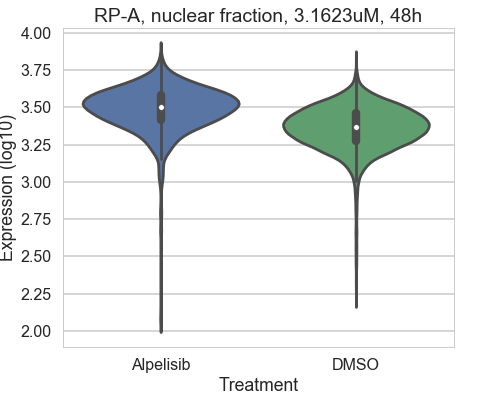 RP-A, nuclear fraction, 3.1623uM, 48h
4.00
3.75
3.50
3.25
3.00
2.75
2.50
2.25
2.00
Expression (log10)
Alpelisib
DMSO
Treatment